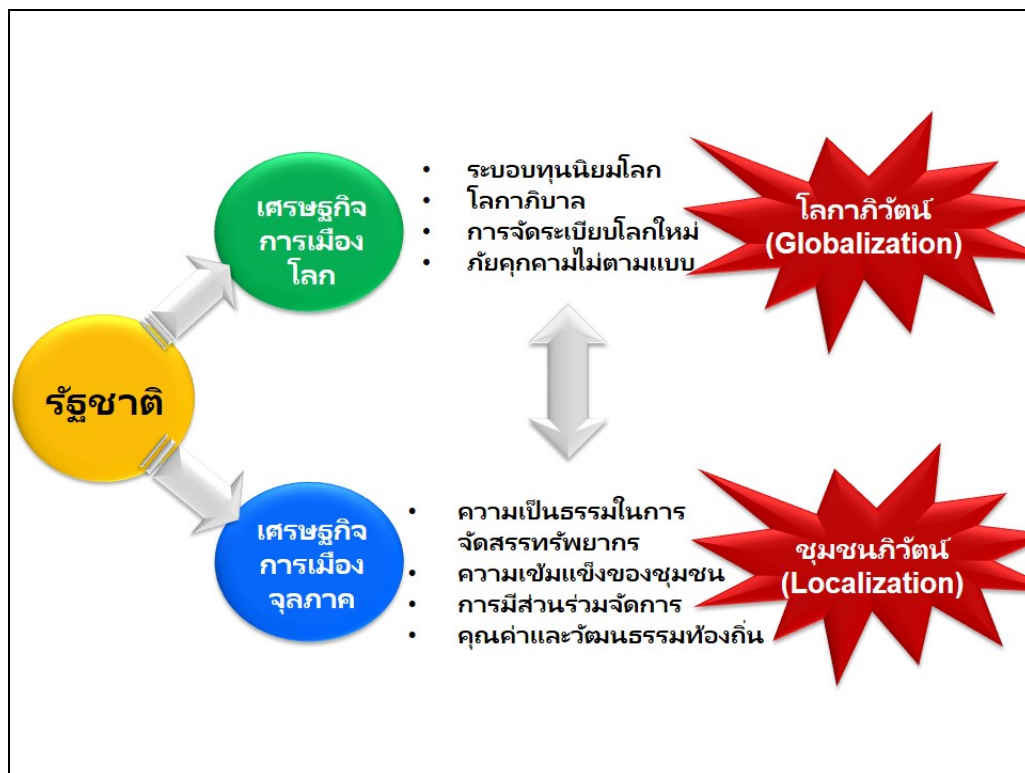 เศรษฐกิจ
การเมือง
โลก
• ระบอบทุนนิยมโลก
• โลกาภิบาล
• การจัดระเบียบโลกใหม่
• ภัยคุกคามไม่ตามแบบ
โลกาภิวัตน์
(Globalization)
รัฐชาติ
เศรษฐกิจ
การเมือง
จุลภาค
• ความเป็นธรรมในการ
จัดสรรทรัพยากร
• ความเข้มแข็งของชุมชน
• การมีส่วนร่วมจัดการ
• คุณค่าและวัฒนธรรมท้องถิ่น
ชุมชนภิวัตน์
(Localization)